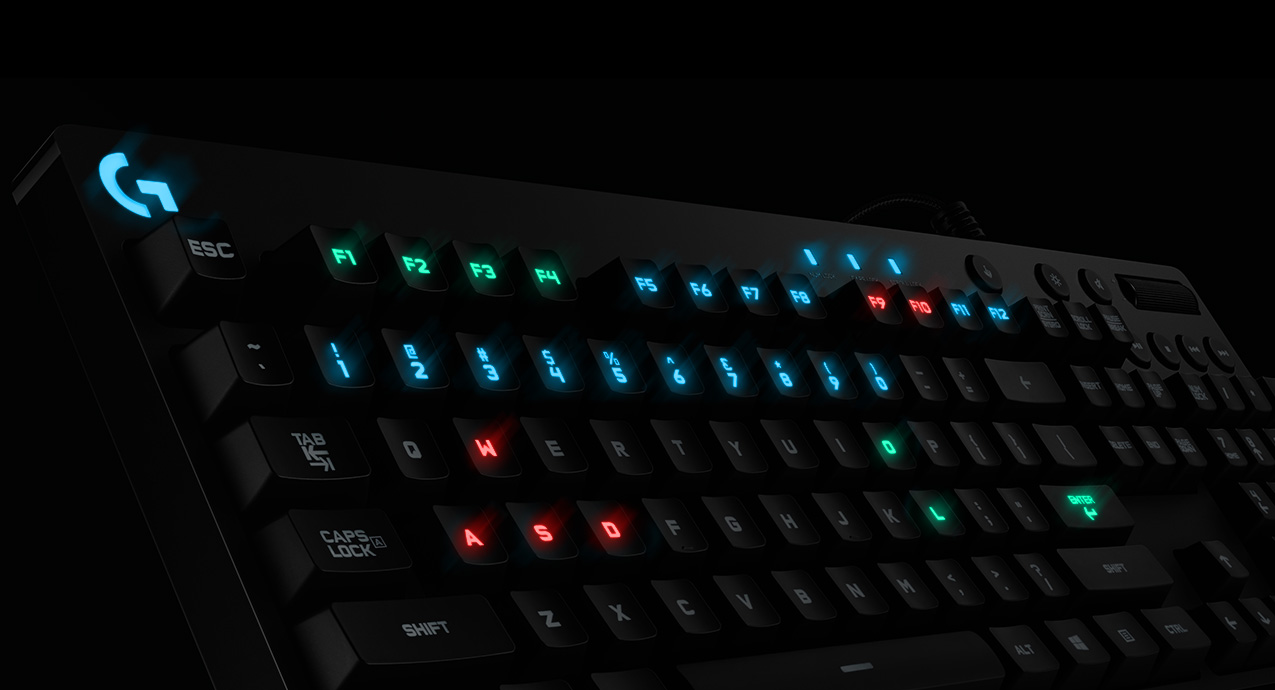 G
ESC F1 F2 F3 F4 F5 F6 F7 F8 F9 F10 F11 F12
~ ! 1 @ 2 # 3 $ 4 % 5 ^ 6 £ 7 * 8 ( 9 ) 0 - _ + = ←
TAB Q W E R T Y U I O P { } \
CAPS LOCK A A S D F G H J K L : ; " ENTER
SHIFT Z X C V B N M < > ? SHIFT
ALT CTRL